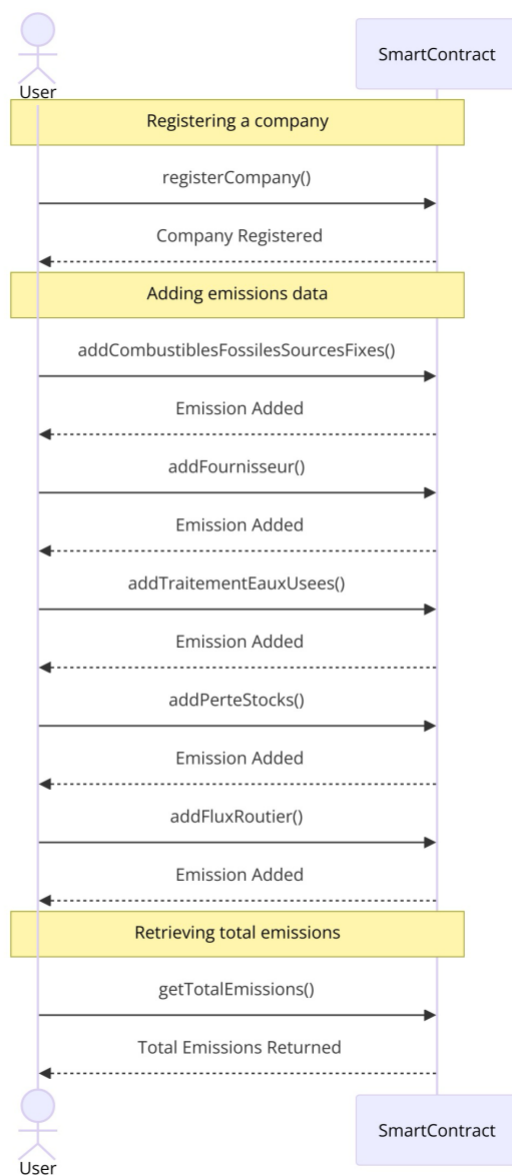 SmartContract
User
Registering a company
registerCompany()
Company Registered
Adding emissions data
addCombustiblesFossilesSourcesFixes()
Emission Added
addFournisseur()
Emission Added
addTraitementEauxUsees()
Emission Added
addPerteStocks()
Emission Added
addFluxRoutier()
Emission Added
Retrieving total emissions
getTotalEmissions()
Total Emissions Returned
SmartContract
User